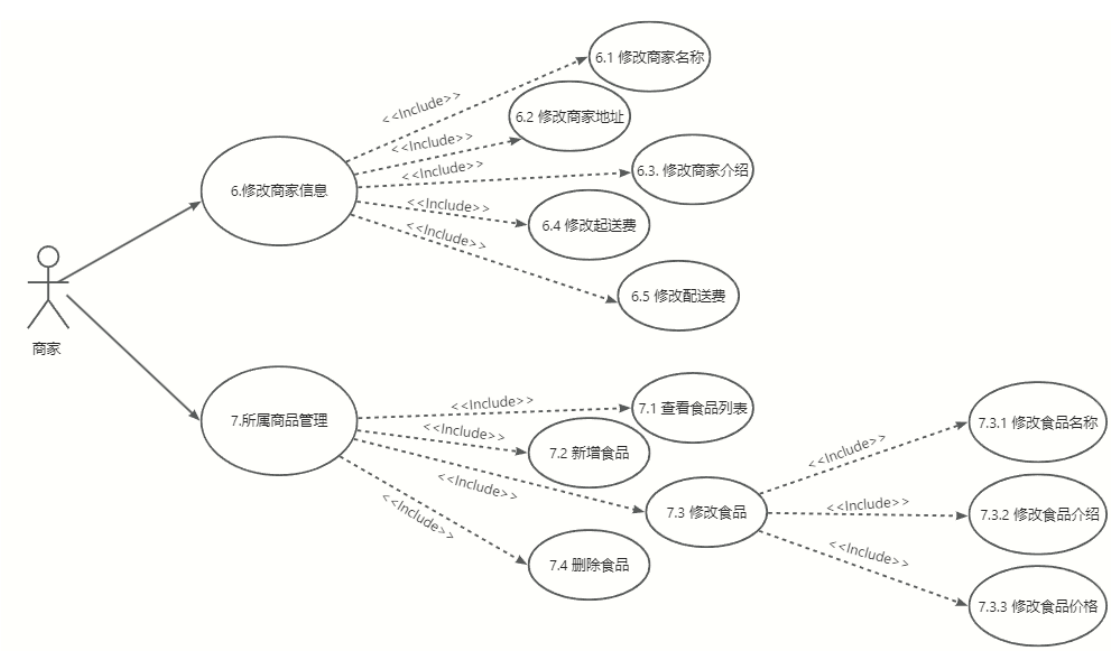 6.1 修改商家名称
<<Include>>
6.2 修改商家地址
<<Include>>
6.3. 修改商家介绍
<<Include>>
6.修改商家信息
<<Include>>
6.4 修改起送费
<<Include>>
6.5 修改配送费
商家
7.所属商品管理
<<Include>>
7.1 查看食品列表
<<Include>>
7.2 新增食品
<<Include>>
7.3 修改食品
<<Include>>
7.4 删除食品
<<Include>>
7.3.1 修改食品名称
<<Include>>
7.3.2 修改食品介绍
<<Include>>
7.3.3 修改食品价格